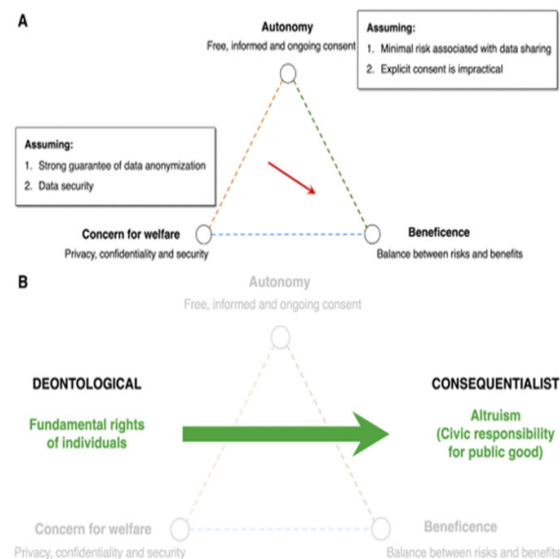 A
Autonomy
Free, informed and ongoing consent
Assuming:
1. Minimal risk associated with data sharing
2. Explicit consent is impractical
Assuming:
1. Strong guarantee of data anonymization
2. Data security
Concern for welfare
Privacy, confidentiality and security
Beneficence
Balance between risks and benefits
B
Autonomy
Free, informed and ongoing consent
DEONTOLOGICAL
Fundamental rights
of individuals
CONSEQUENTIALIST
Altruism
(Civic responsibility
for public good)
Concern for welfare
Privacy, confidentiality and security
Beneficence
Balance between risks and benefits